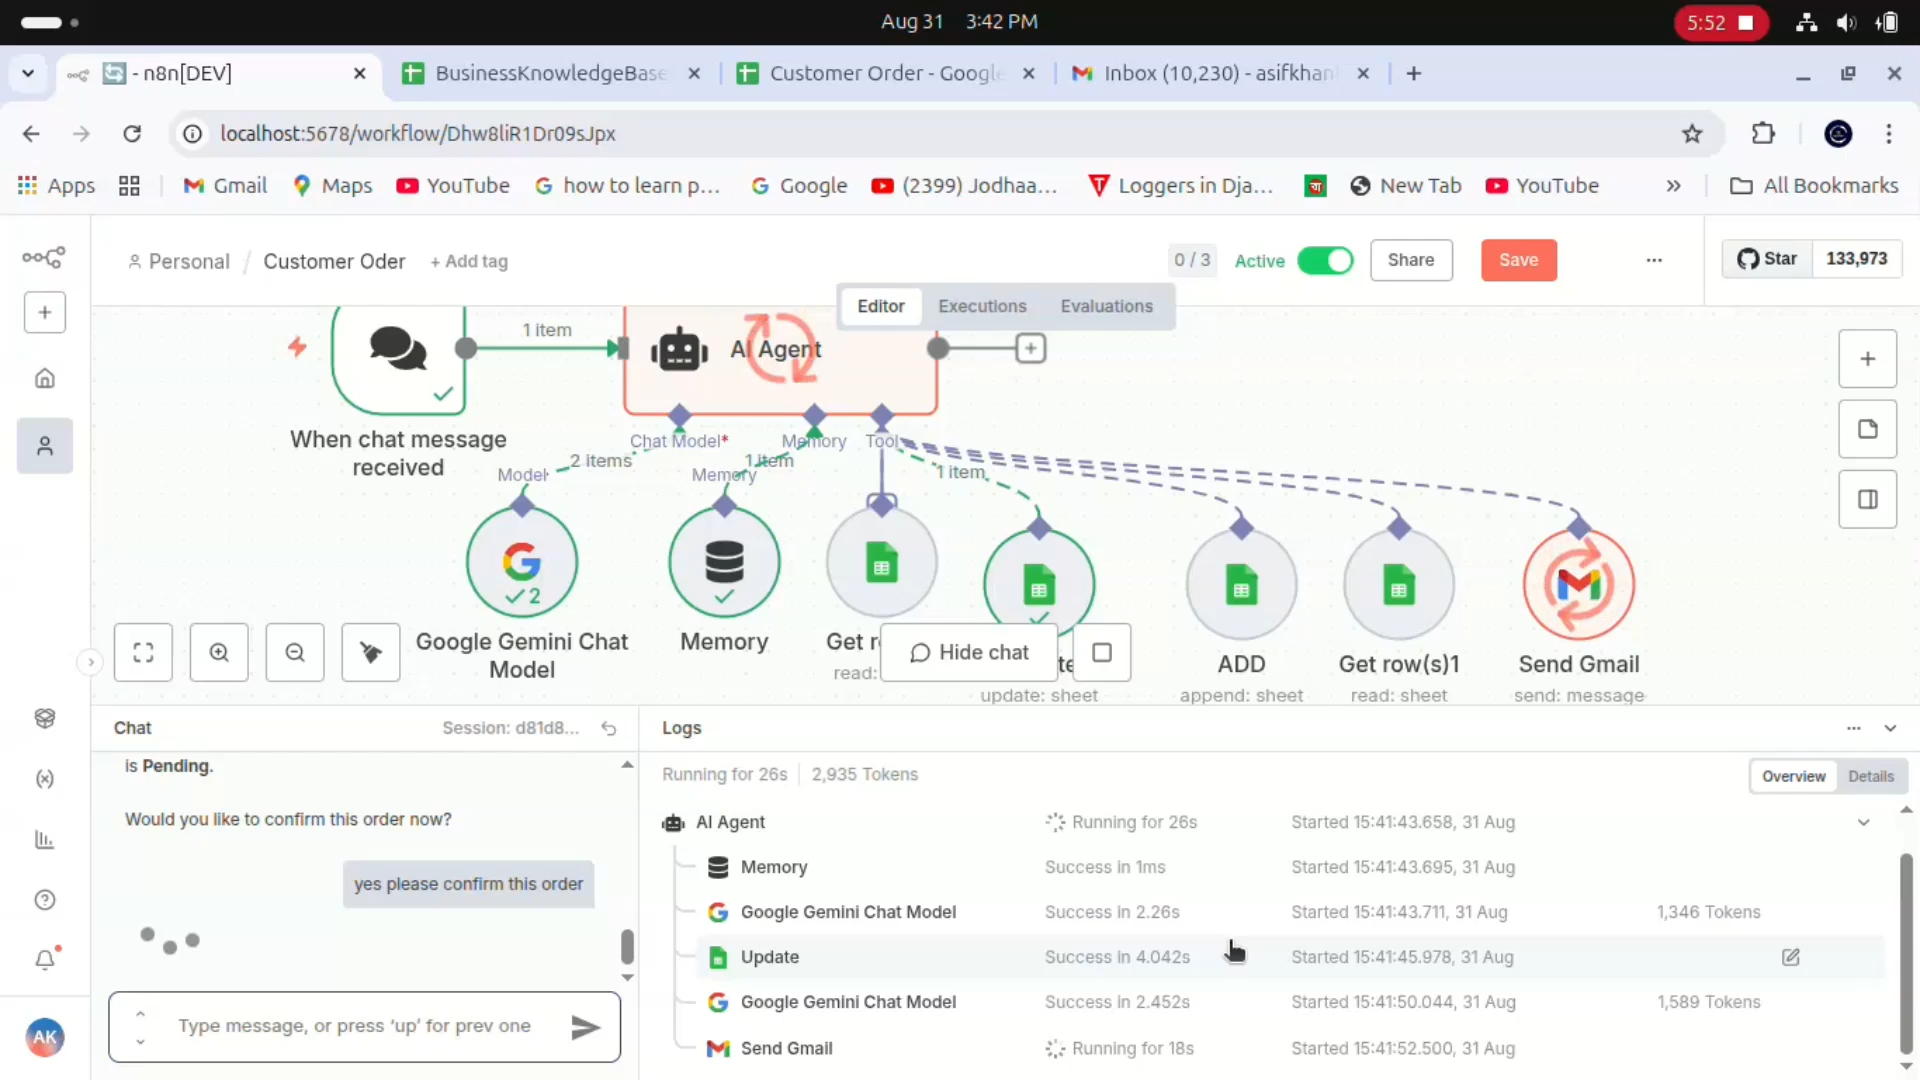 Aug 31 3:42 PM
5:52
- n8n[DEV]
BusinessKnowledgeBase
Customer Order - Google
Inbox (10,230) - asifkhan
localhost:5678/workflow/Dhw8liR1Dr09sJpx
Apps
Gmail
Maps
YouTube
how to learn p...
Google
(2399) Jodhaa...
Loggers in Dja...
New Tab
YouTube
All Bookmarks
Personal / Customer Oder + Add tag
0 / 3 Active Share Save ... Star 133,973
Editor Executions Evaluations
1 item
AI Agent
When chat message
received
Chat Model*
Memory
Tool
Model
2 items
Memory
1 item
1 item
2
Google Gemini Chat
Model
Memory
Get r
read:
Hide chat
te
update: sheet
ADD
append: sheet
Get row(s)1
read: sheet
Send Gmail
send: message
Chat Session: d81d8...
is Pending.
Would you like to confirm this order now?
yes please confirm this order
Type message, or press ‘up’ for prev one
AK
Logs
Running for 26s 2,935 Tokens
Overview Details
AI Agent Running for 26s Started 15:41:43.658, 31 Aug
Memory Success in 1ms Started 15:41:43.695, 31 Aug
Google Gemini Chat Model Success in 2.26s Started 15:41:43.711, 31 Aug 1,346 Tokens
Update Success in 4.042s Started 15:41:45.978, 31 Aug
Google Gemini Chat Model Success in 2.452s Started 15:41:50.044, 31 Aug 1,589 Tokens
Send Gmail Running for 18s Started 15:41:52.500, 31 Aug